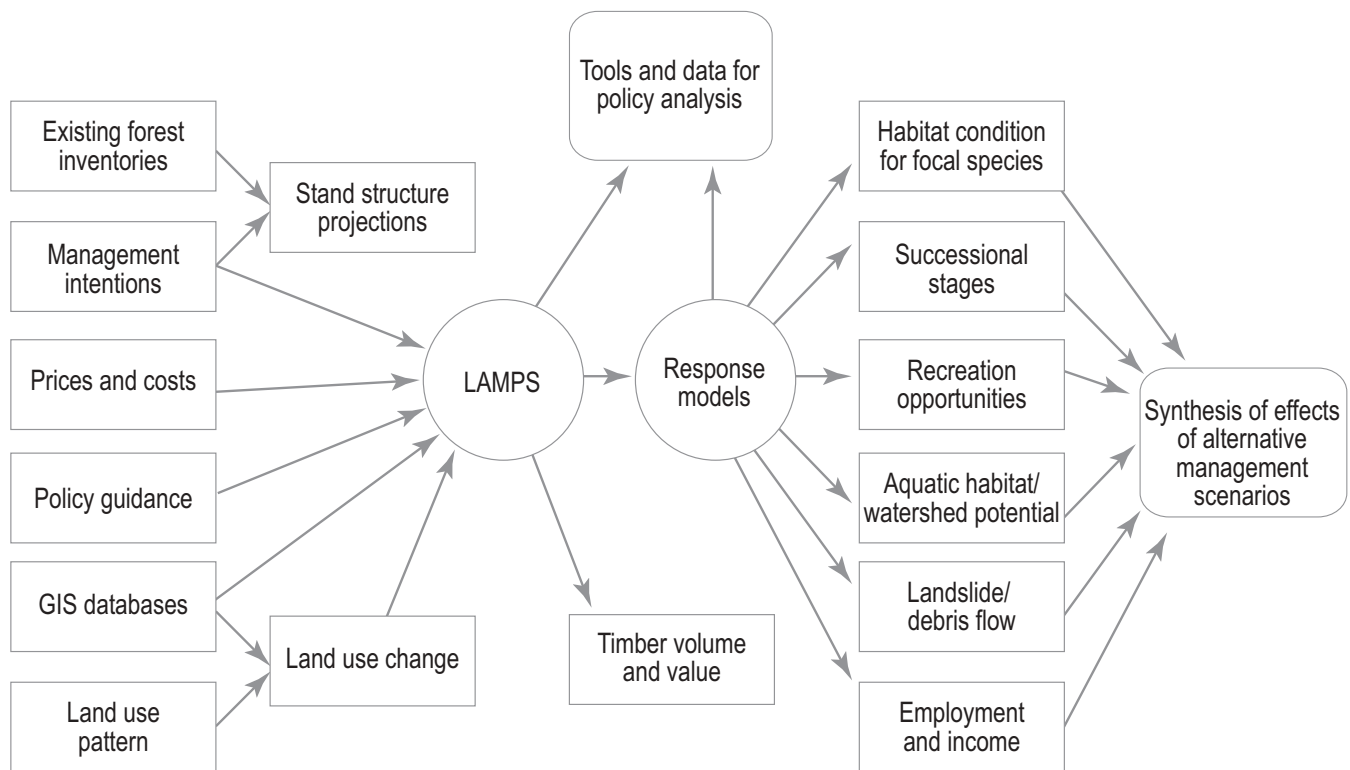 Tools and data for
policy analysis
Existing forest
inventories
Management
intentions
Prices and costs
Policy guidance
GIS databases
Land use
pattern
Stand structure
projections
Land use change
LAMPS
Timber volume
and value
Response
models
Habitat condition
for focal species
Successional
stages
Recreation
opportunities
Aquatic habitat/
watershed potential
Landslide/
debris flow
Employment
and income
Synthesis of effects
of alternative
management
scenarios